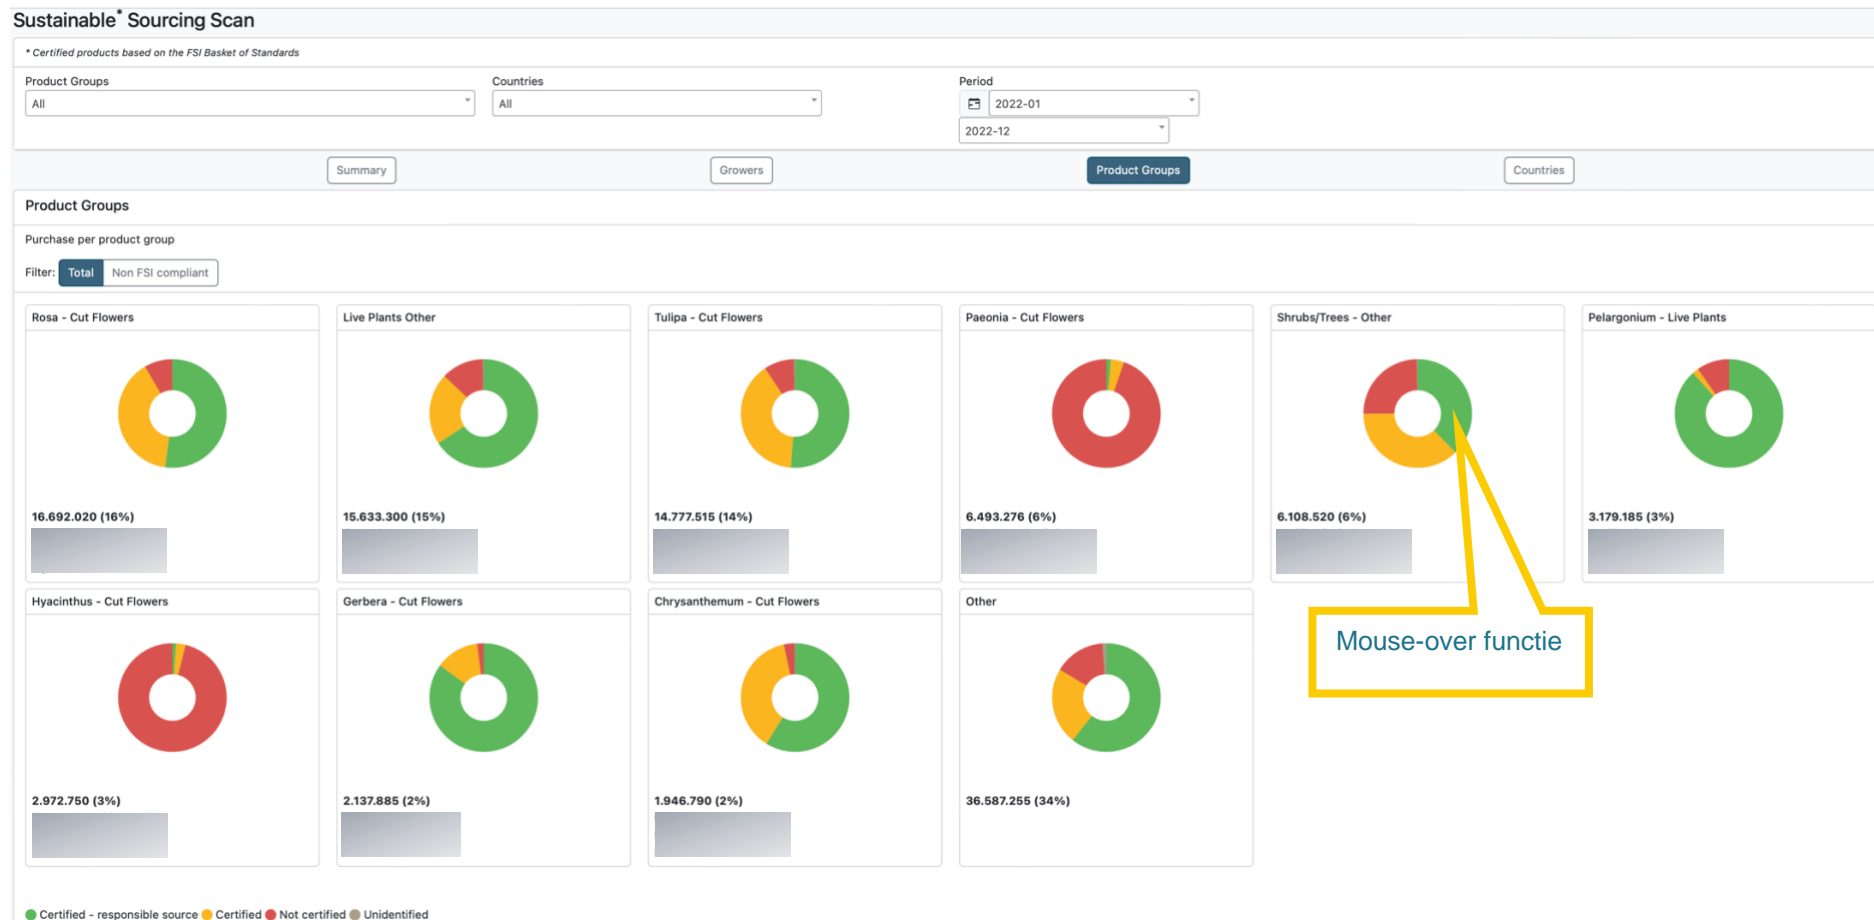 Sustainable* Sourcing Scan
* Certified products based on the FSI Basket of Standards
Product Groups
Countries
Period
All
All
2022-01
2022-12
Summary
Growers
Product Groups
Countries
Product Groups
Purchase per product group
Filter: Total Non FSI compliant
Rosa - Cut Flowers
Live Plants Other
Tulipa - Cut Flowers
Paeonia - Cut Flowers
Shrubs/Trees - Other
Pelargonium - Live Plants
16.692.020 (16%)
15.633.300 (15%)
14.777.515 (14%)
6.493.276 (6%)
6.108.520 (6%)
3.179.185 (3%)
Hyacinthus - Cut Flowers
Gerbera - Cut Flowers
Chrysanthemum - Cut Flowers
Other
Mouse-over functie
2.972.750 (3%)
2.137.885 (2%)
1.946.790 (2%)
36.587.255 (34%)
Certified - responsible source Certified Not certified Unidentified